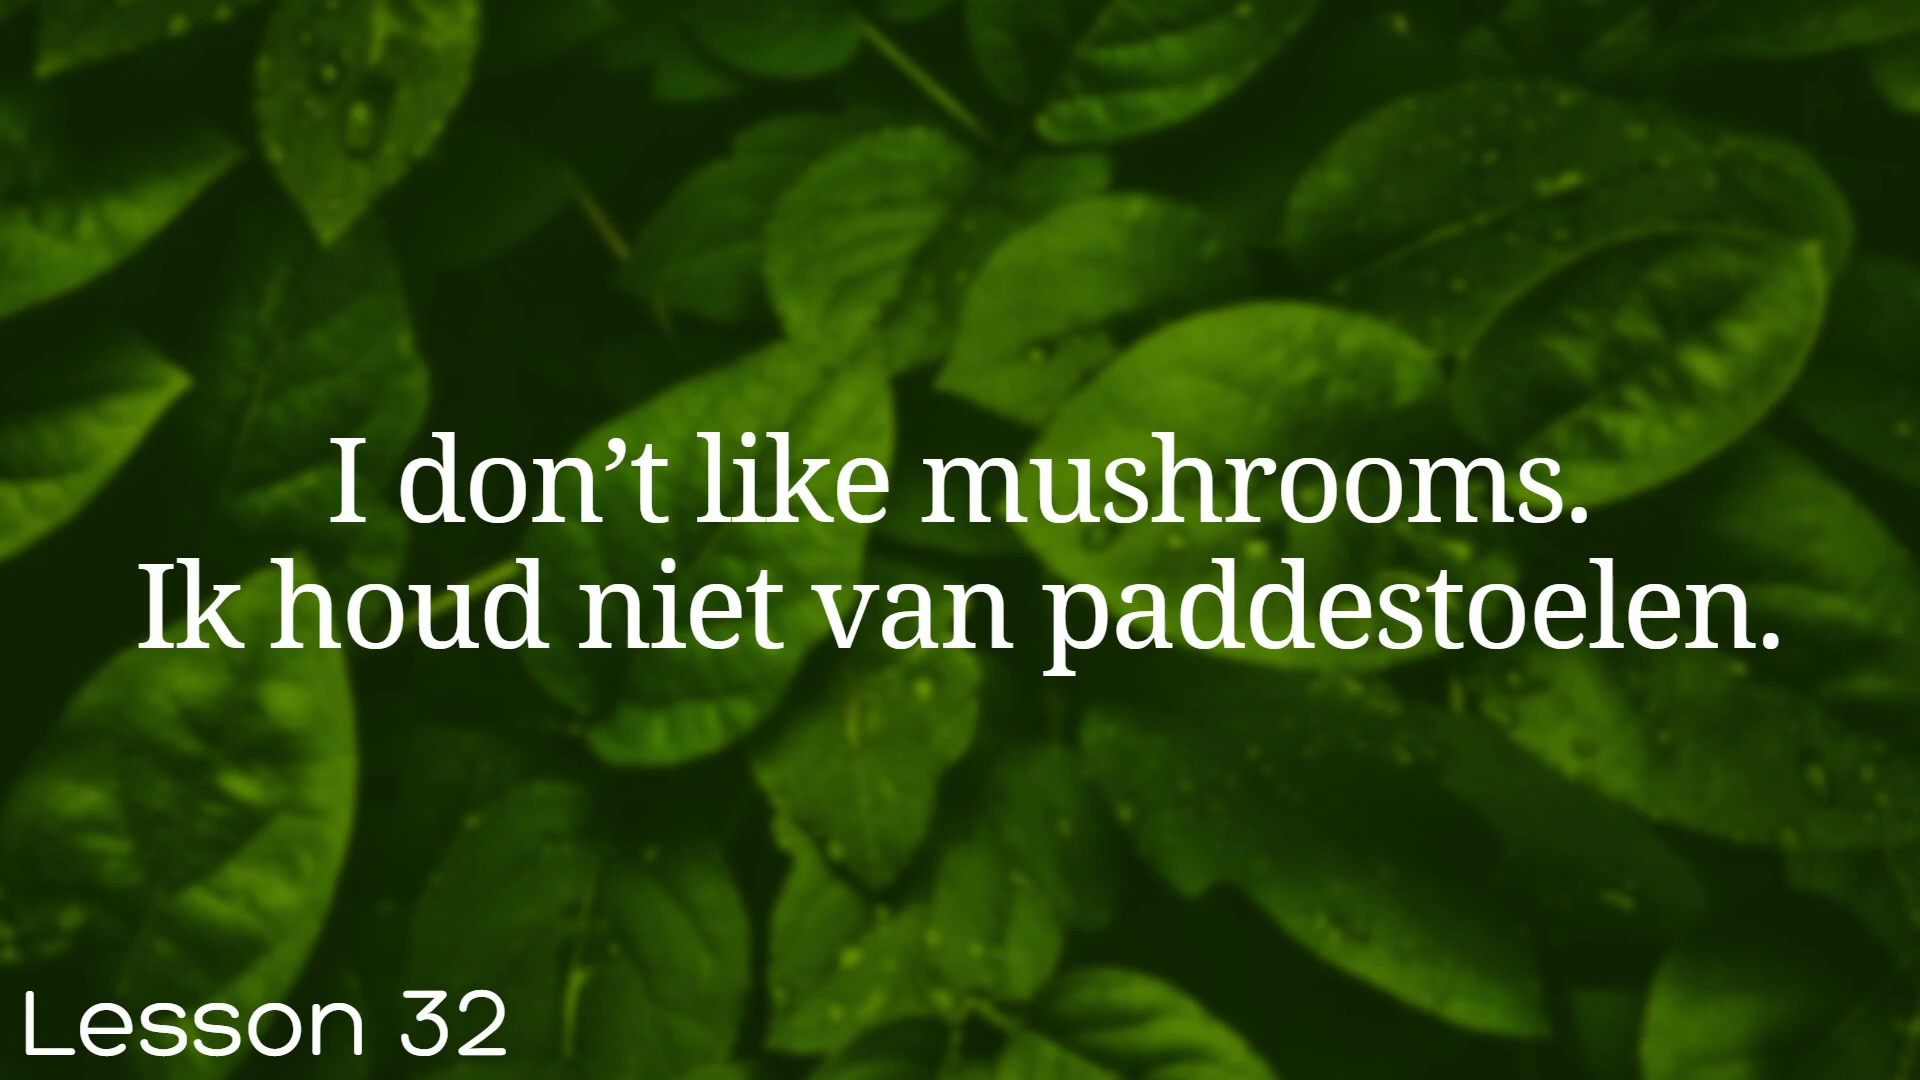 I don’t like mushrooms.
Ik houd niet van paddestoelen.
Lesson 32